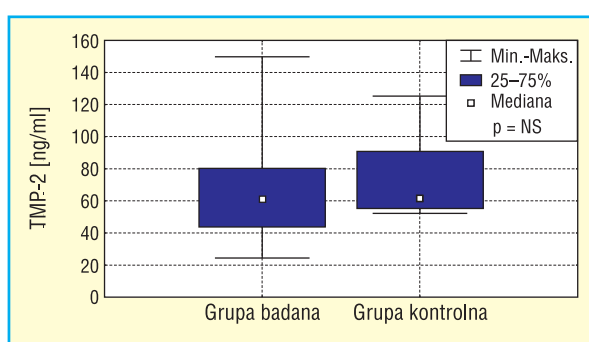 TMP-2 [ng/ml]
160
140
120
100
80
60
40
20
0
Min.-Maks.
25–75%
Mediana
p = NS
Grupa badana
Grupa kontrolna